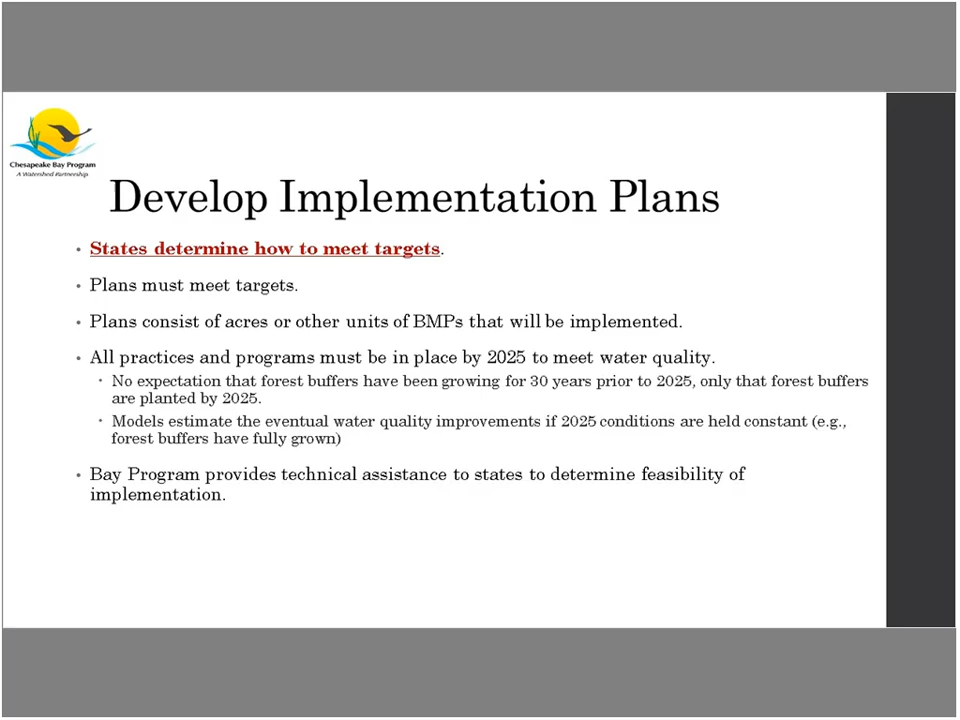 Chesapeake Bay Program
A Watershed Partnership
Develop Implementation Plans
• States determine how to meet targets.
• Plans must meet targets.
• Plans consist of acres or other units of BMPs that will be implemented.
• All practices and programs must be in place by 2025 to meet water quality.
• No expectation that forest buffers have been growing for 30 years prior to 2025, only that forest buffers
are planted by 2025.
• Models estimate the eventual water quality improvements if 2025 conditions are held constant (e.g.,
forest buffers have fully grown)
• Bay Program provides technical assistance to states to determine feasibility of
implementation.